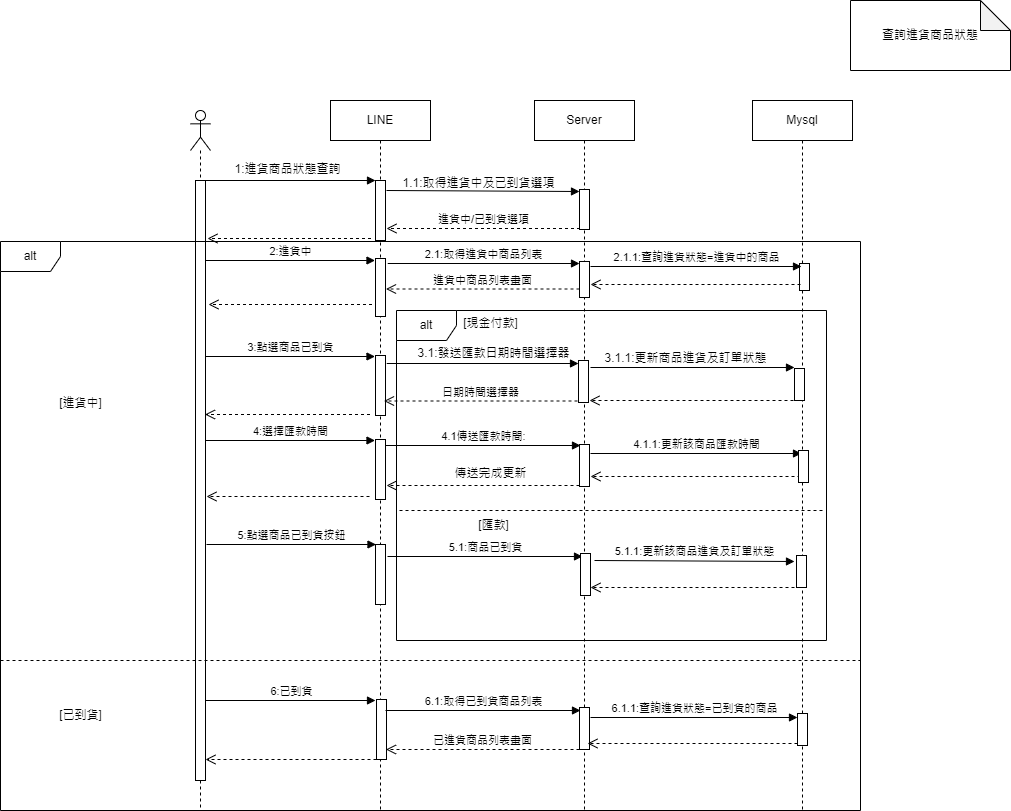 查詢進貨商品狀態
LINE
Server
Mysql
1:進貨商品狀態查詢
1.1:取得進貨中及已到貨選項
進貨中/已到貨選項
alt
2:進貨中
2.1:取得進貨中商品列表
2.1.1:查詢進貨狀態=進貨中的商品
進貨中商品列表畫面
alt
[現金付款]
3:點選商品已到貨
3.1:發送匯款日期時間選擇器
3.1.1:更新商品進貨及訂單狀態
日期時間選擇器
[進貨中]
4:選擇匯款時間
4.1傳送匯款時間:
4.1.1:更新該商品匯款時間
傳送完成更新
[匯款]
5:點選商品已到貨按鈕
5.1:商品已到貨
5.1.1:更新該商品進貨及訂單狀態
6:已到貨
6.1:取得已到貨商品列表
6.1.1:查詢進貨狀態=已到貨的商品
[已到貨]
已進貨商品列表畫面